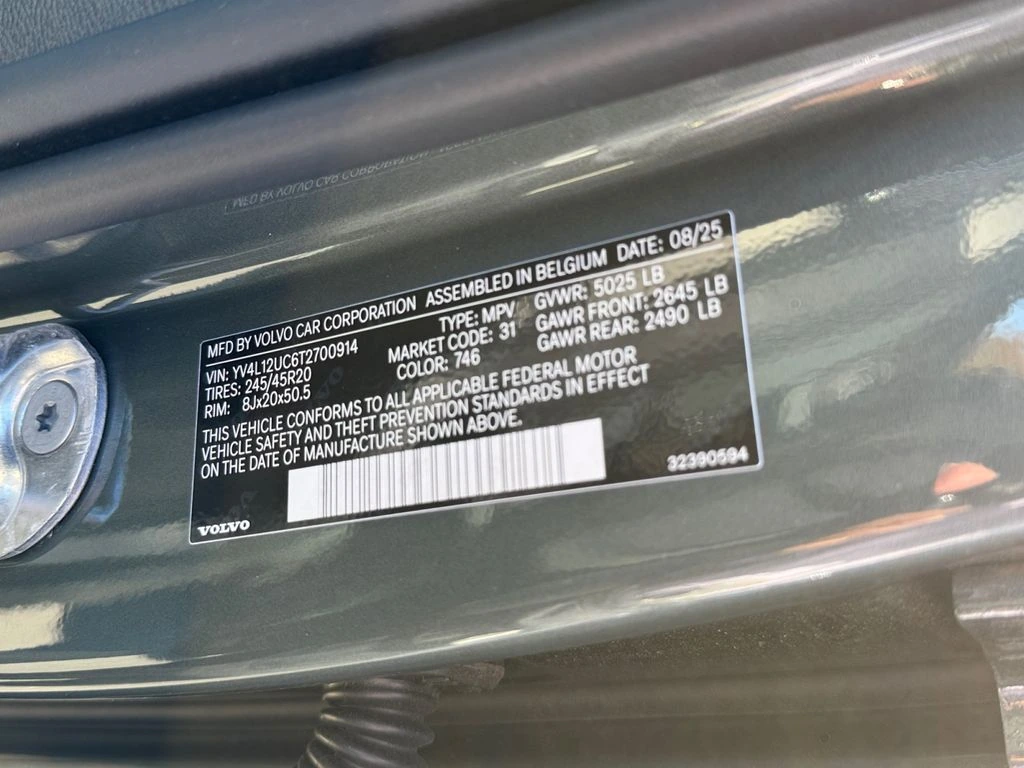 MFD BY VOLVO CAR CORPORATION ASSEMBLED IN BELGIUM DATE: 08/25
VIN: YV4L12UC6T2700914 TYPE: MPV GVWR: 5025 LB
TIRES: 245/45R20 MARKET CODE: 31 GAWR FRONT: 2645 LB
RIM: 8Jx20x50.5 COLOR: 746 GAWR REAR: 2490 LB
THIS VEHICLE CONFORMS TO ALL APPLICABLE FEDERAL MOTOR
VEHICLE SAFETY AND THEFT PREVENTION STANDARDS IN EFFECT
ON THE DATE OF MANUFACTURE SHOWN ABOVE.
VOLVO 32390594